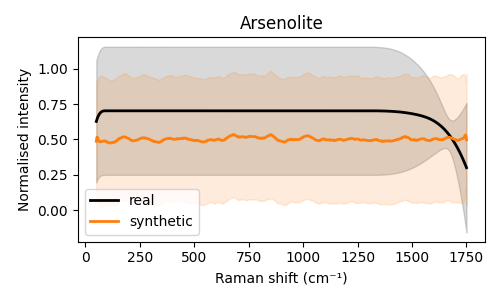 Arsenolite
Normalised intensity
1.00
0.75
0.50
0.25
0.00
real
synthetic
0 250 500 750 1000 1250 1500 1750
Raman shift (cm⁻¹)